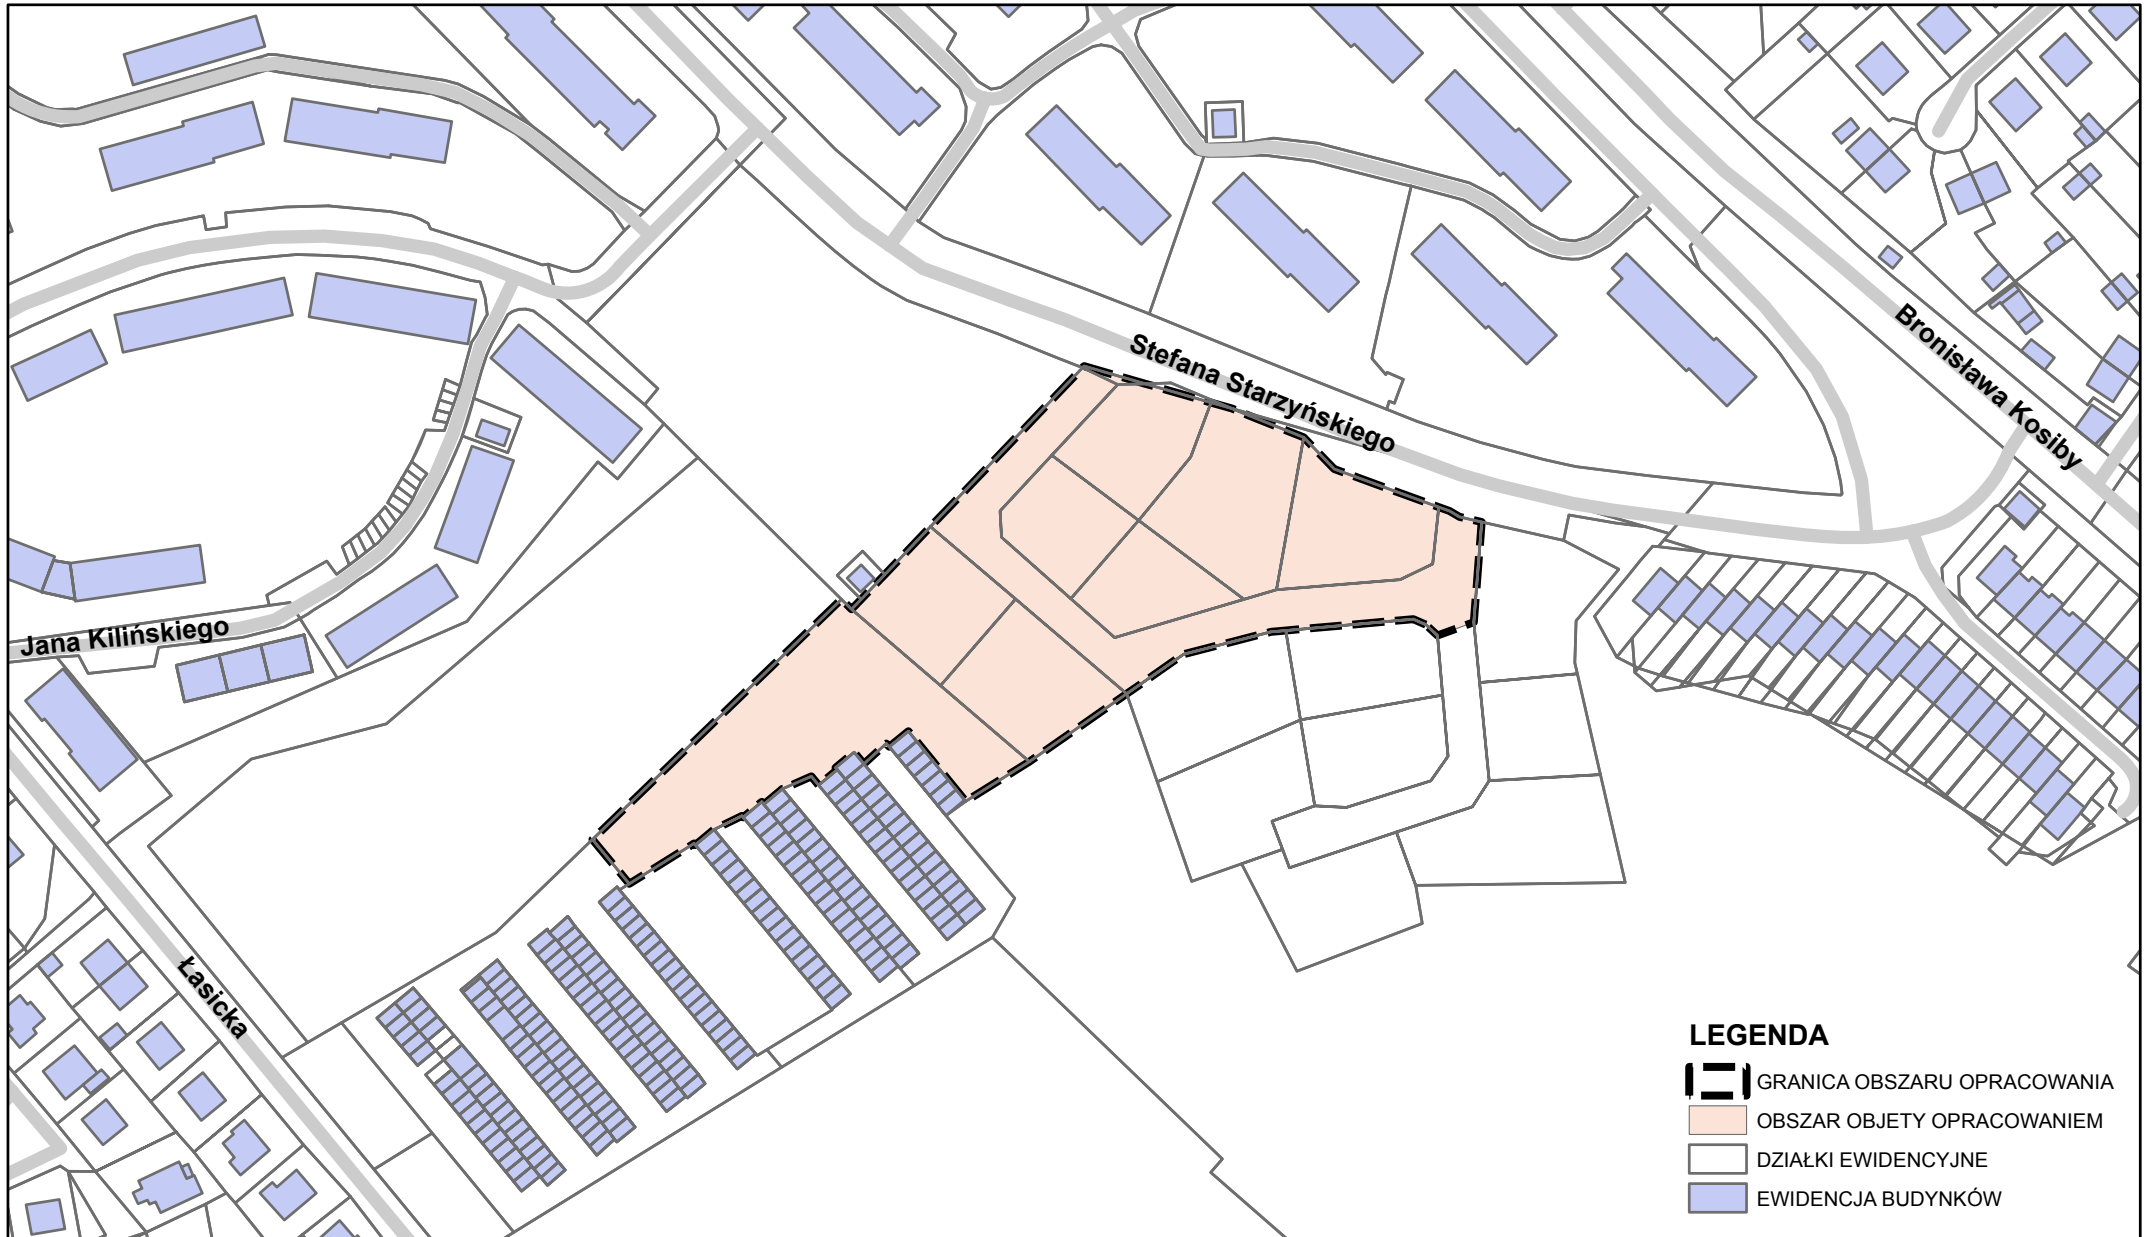 Stefana Starzyńskiego
Bronisława Kosiby
Jana Kilińskiego
Łasicka
LEGENDA
GRANICA OBSZARU OPRACOWANIA
OBSZAR OBJETY OPRACOWANIEM
DZIAŁKI EWIDENCYJNE
EWIDENCJA BUDYNKÓW